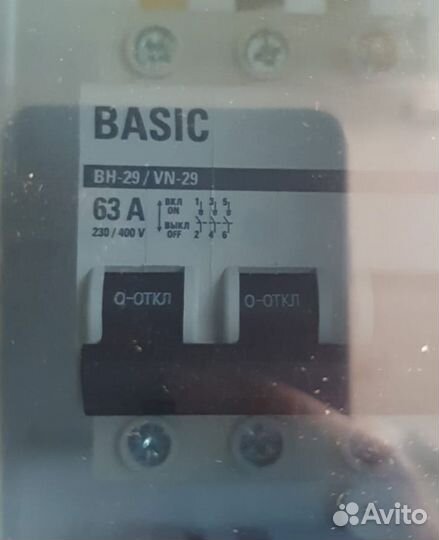 BASIC
ВН-29 / VN-29
63 A
230 / 400 V
ВКЛ
ON
ВЫКЛ
OFF
1 3 5
2 4 6
O-ОТКЛ
O-ОТКЛ
Avito